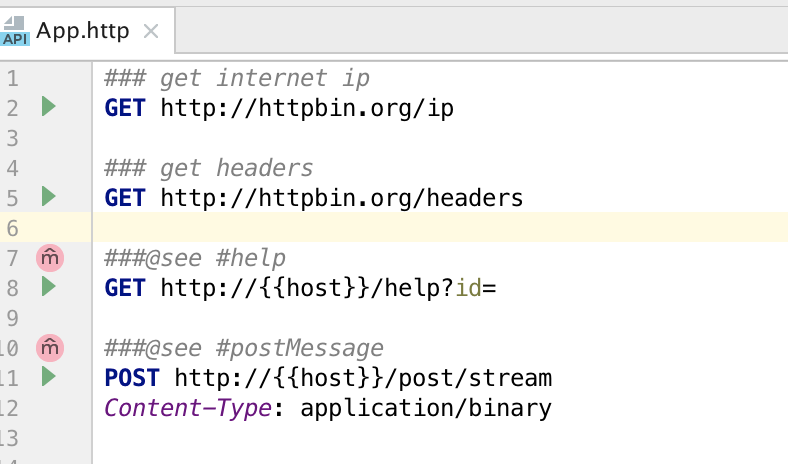 API App.http
1 ### get internet ip
2 GET http://httpbin.org/ip
3
4 ### get headers
5 GET http://httpbin.org/headers
6
7 m̂ ###@see #help
8 GET http://{{host}}/help?id=
9
10 m̂ ###@see #postMessage
11 POST http://{{host}}/post/stream
12 Content-Type: application/binary
13